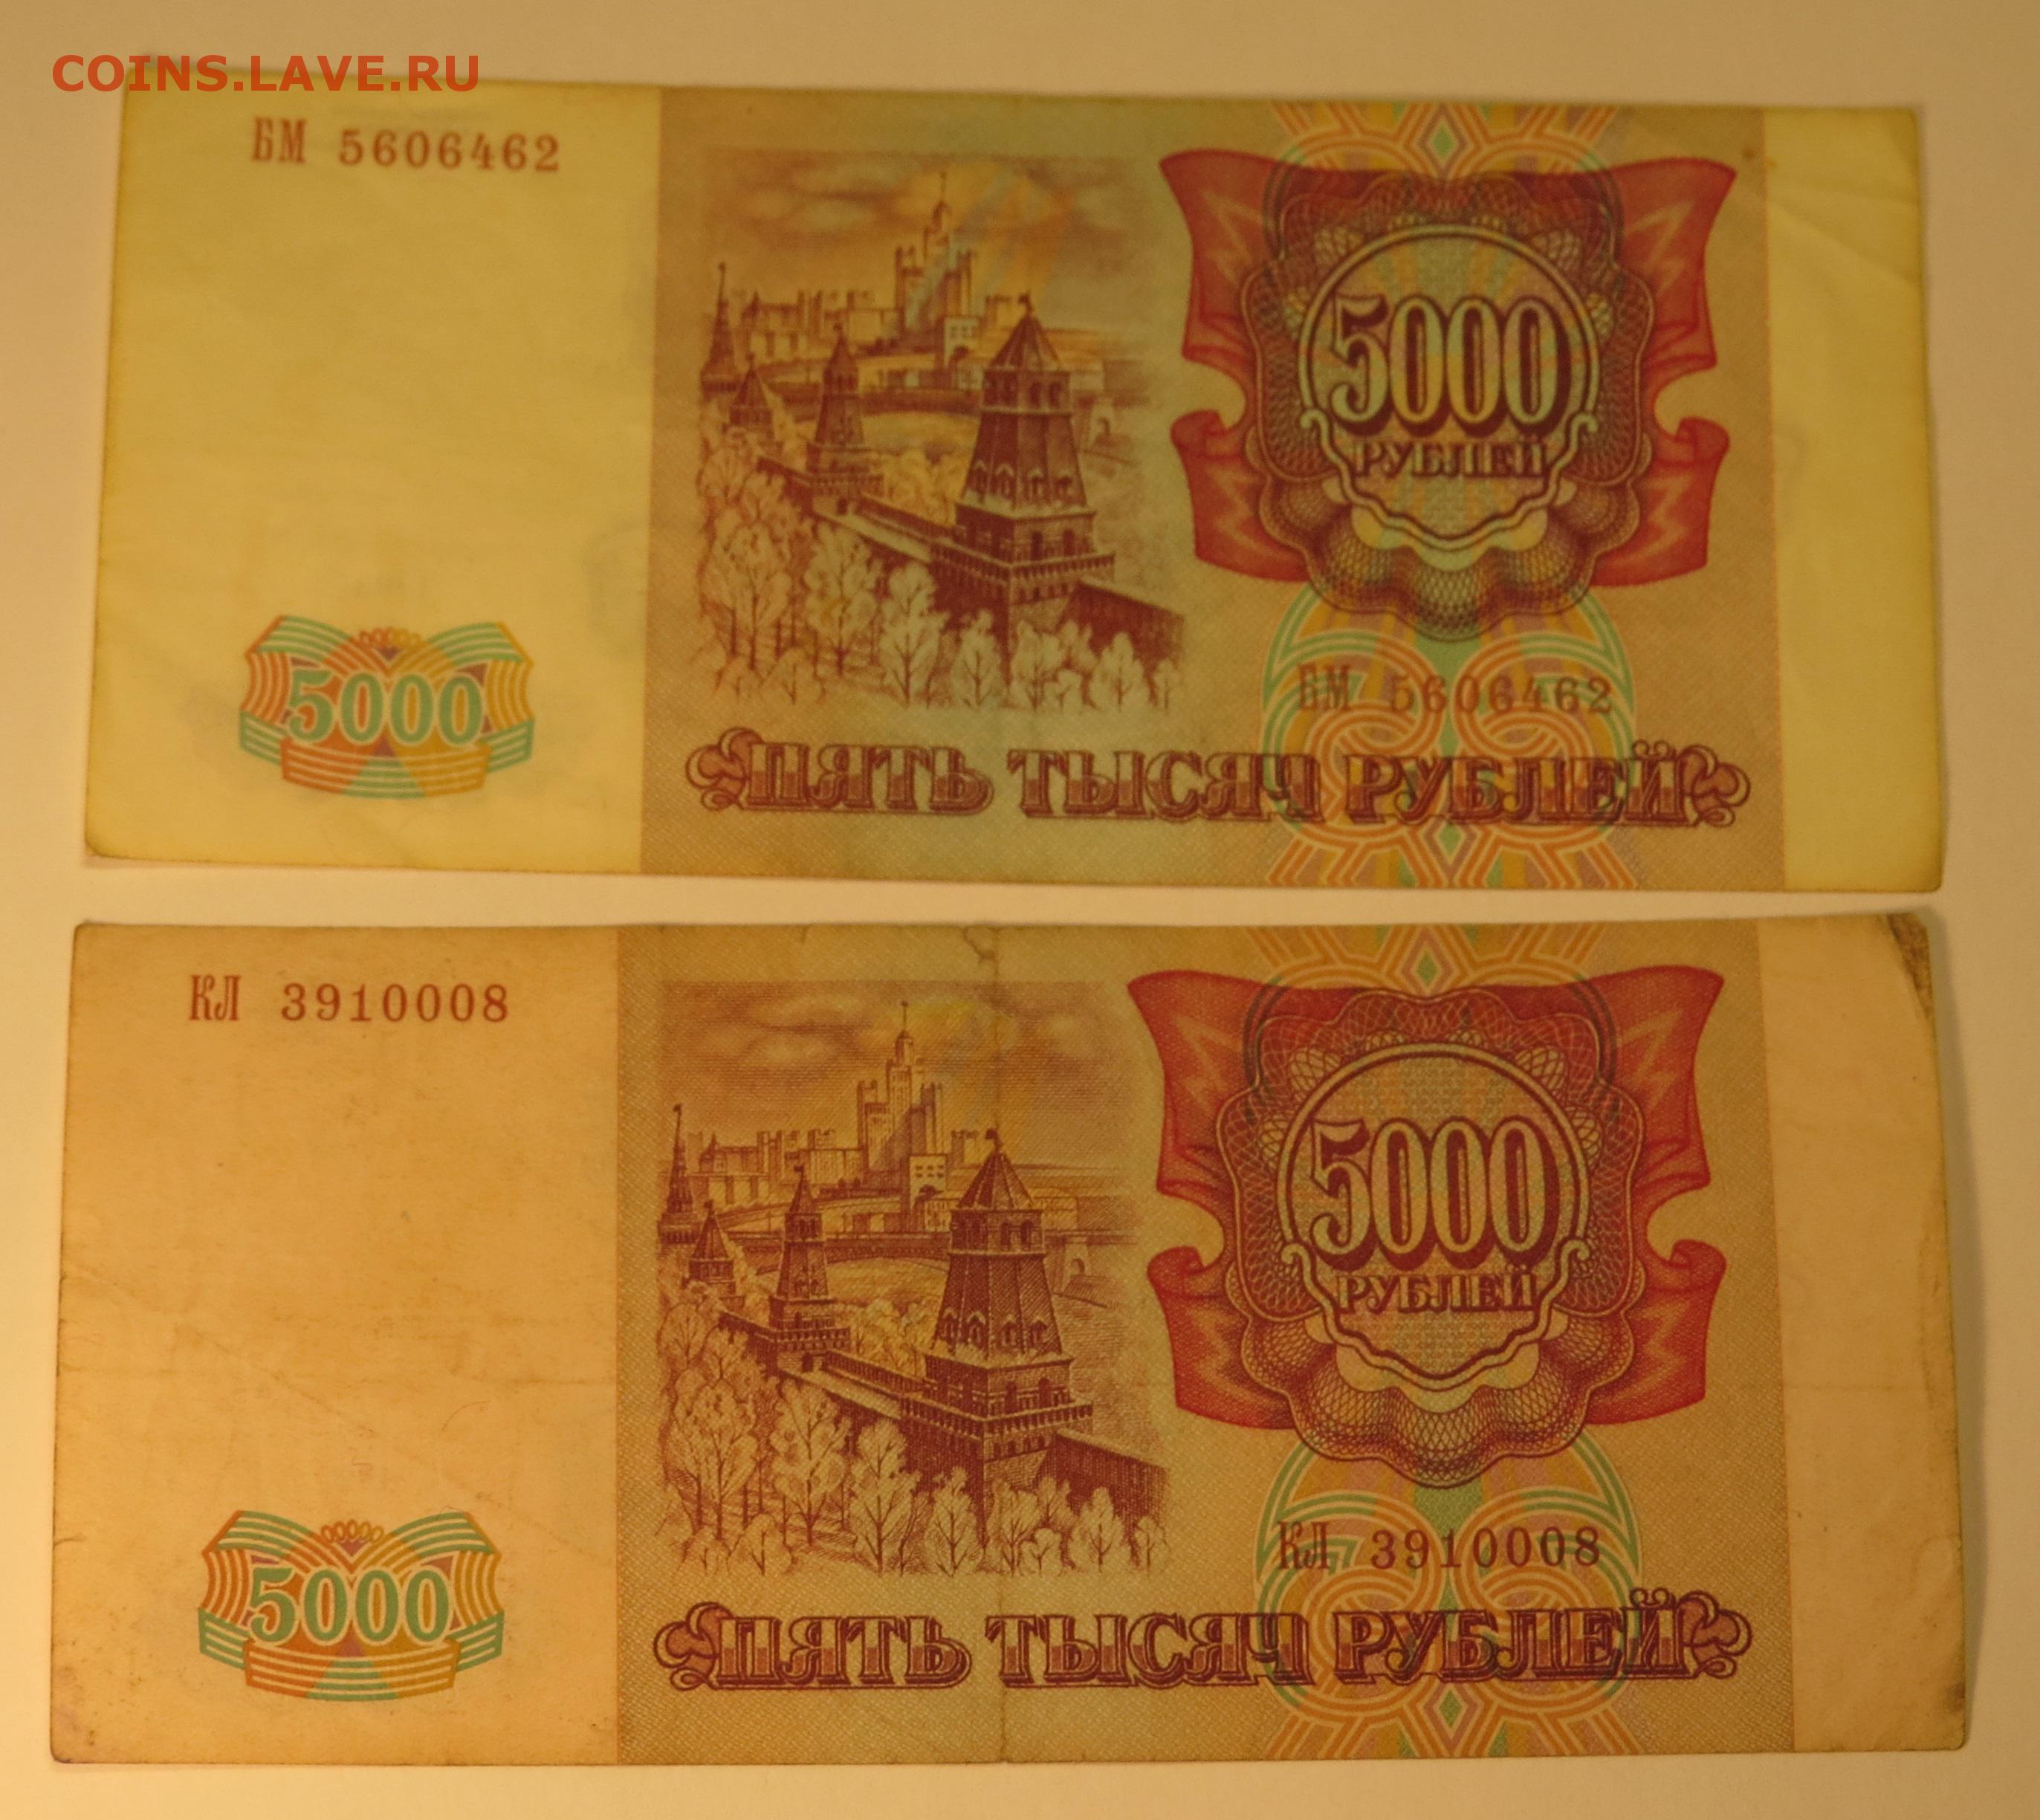 COINS.LAVE.RU
БМ 5606462
5000
РУБЛЕЙ
5000
БМ 5606462
ПЯТЬ ТЫСЯЧ РУБЛЕЙ
КЛ 3910008
5000
РУБЛЕЙ
5000
КЛ 3910008
ПЯТЬ ТЫСЯЧ РУБЛЕЙ